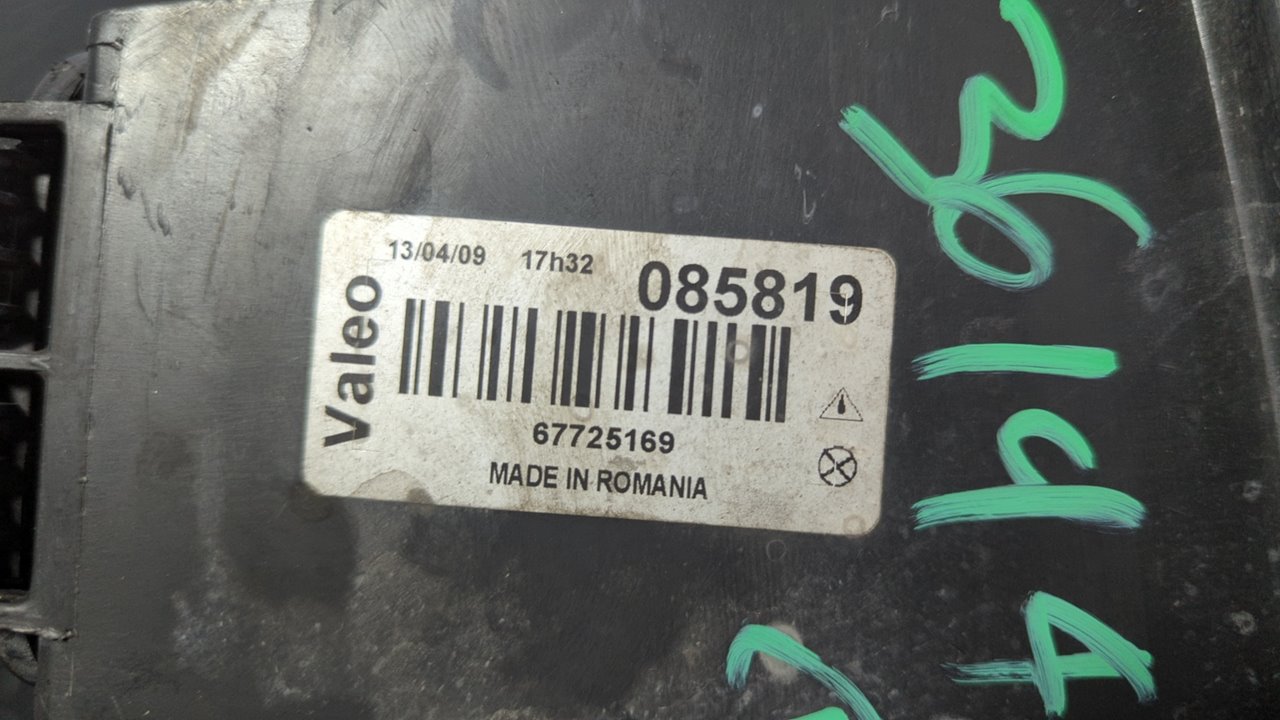 13/04/09 17h32 085819
Valeo
67725169
MADE IN ROMANIA